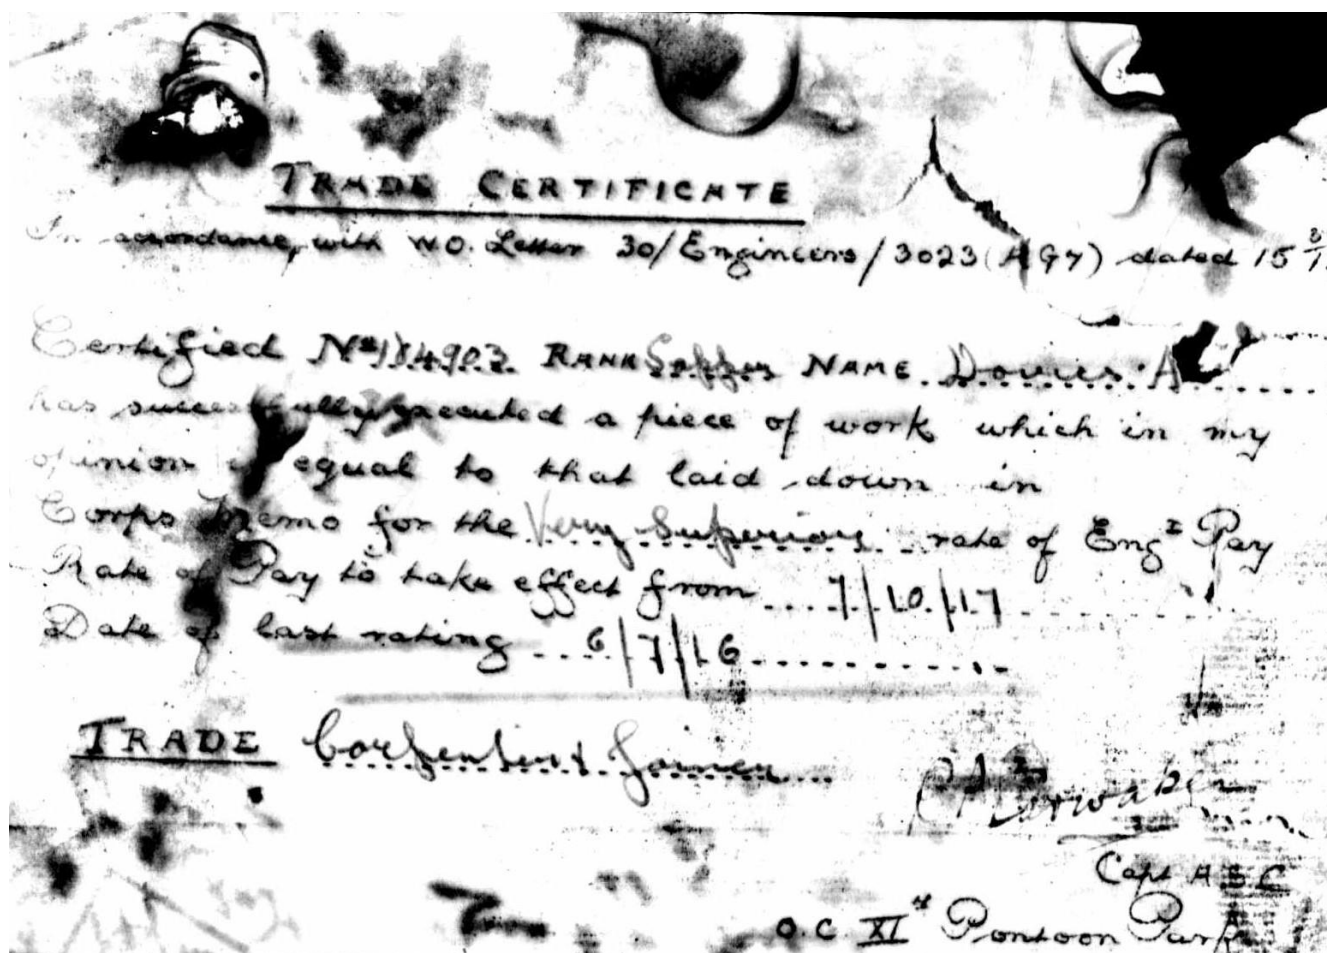 TRADE CERTIFICATE
In accordance with W.O. Letter 30/Engineers/3023 (AG7) dated 15
Certified No 184903 RANK Sapper NAME Davies A
has successfully executed a piece of work which in my
opinion is equal to that laid down in
Corps Memo for the Very Superior rate of Engr Pay
Rate of Pay to take effect from 7/10/17
Date of last rating 6/7/16
TRADE Carpenter & Joiner
Capt ASC
O.C. XI Pontoon Park